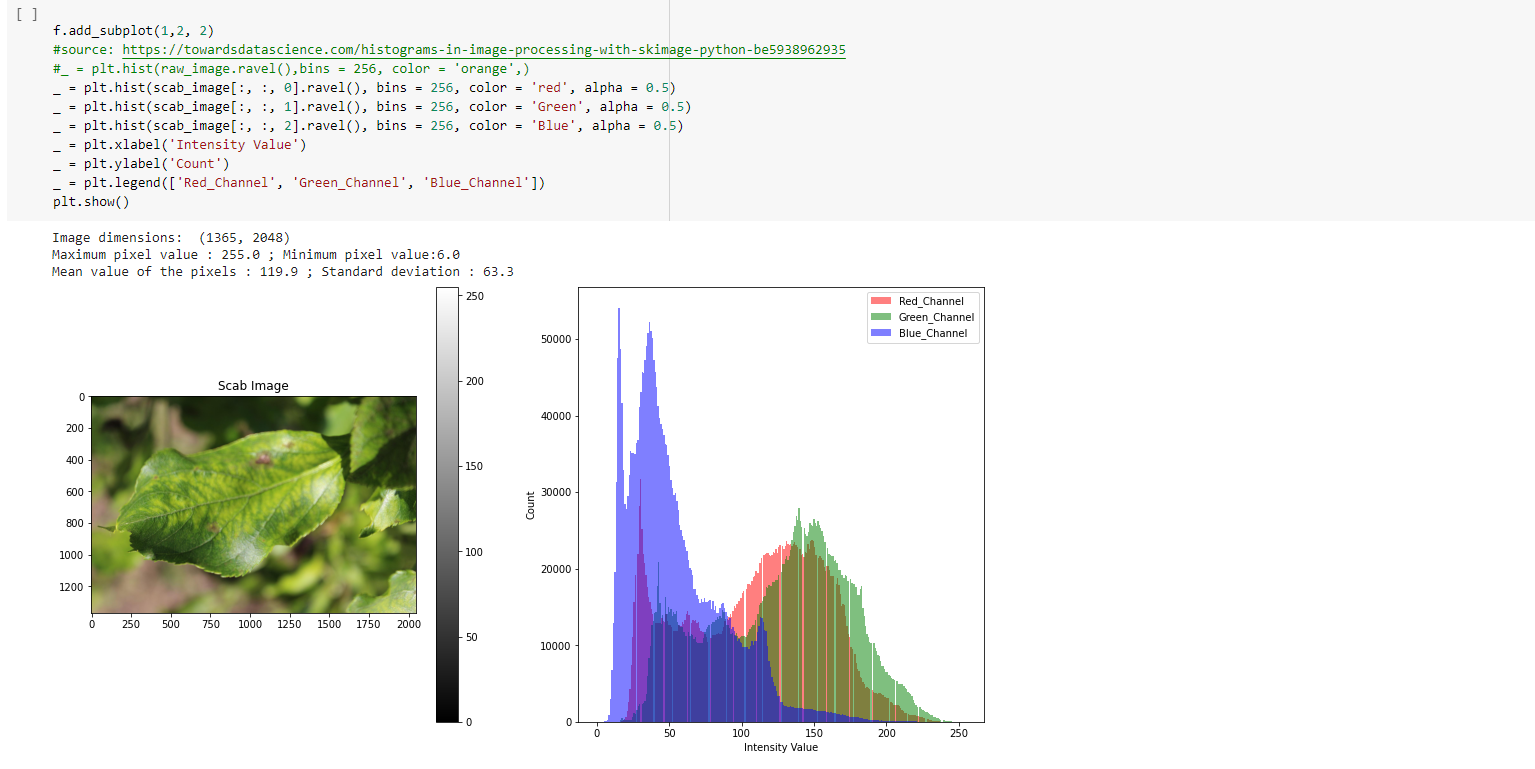 [ ]
f.add_subplot(1,2, 2)
#source: https://towardsdatascience.com/histograms-in-image-processing-with-skimage-python-be5938962935
#_ = plt.hist(raw_image.ravel(),bins = 256, color = 'orange',)
_ = plt.hist(scab_image[:, :, 0].ravel(), bins = 256, color = 'red', alpha = 0.5)
_ = plt.hist(scab_image[:, :, 1].ravel(), bins = 256, color = 'Green', alpha = 0.5)
_ = plt.hist(scab_image[:, :, 2].ravel(), bins = 256, color = 'Blue', alpha = 0.5)
_ = plt.xlabel('Intensity Value')
_ = plt.ylabel('Count')
_ = plt.legend(['Red_Channel', 'Green_Channel', 'Blue_Channel'])
plt.show()
Image dimensions:  (1365, 2048)
Maximum pixel value : 255.0 ; Minimum pixel value:6.0
Mean value of the pixels : 119.9 ; Standard deviation : 63.3
Scab Image
0
200
400
600
800
1000
1200
0 250 500 750 1000 1250 1500 1750 2000
250
200
150
100
50
0
Red_Channel
Green_Channel
Blue_Channel
Count
50000
40000
30000
20000
10000
0
0 50 100 150 200 250
Intensity Value